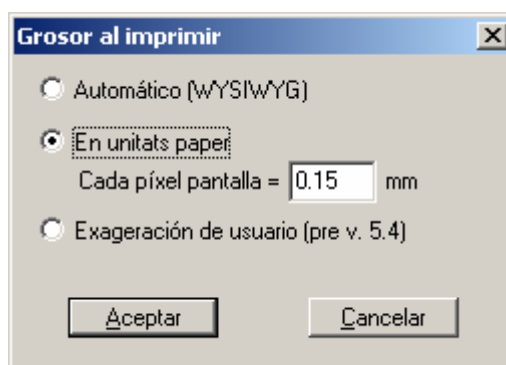 Grosor al imprimir
Automático (WYSIWYG)
En unitats paper
Cada píxel pantalla = 0.15 mm
Exageración de usuario (pre v. 5.4)
Aceptar Cancelar